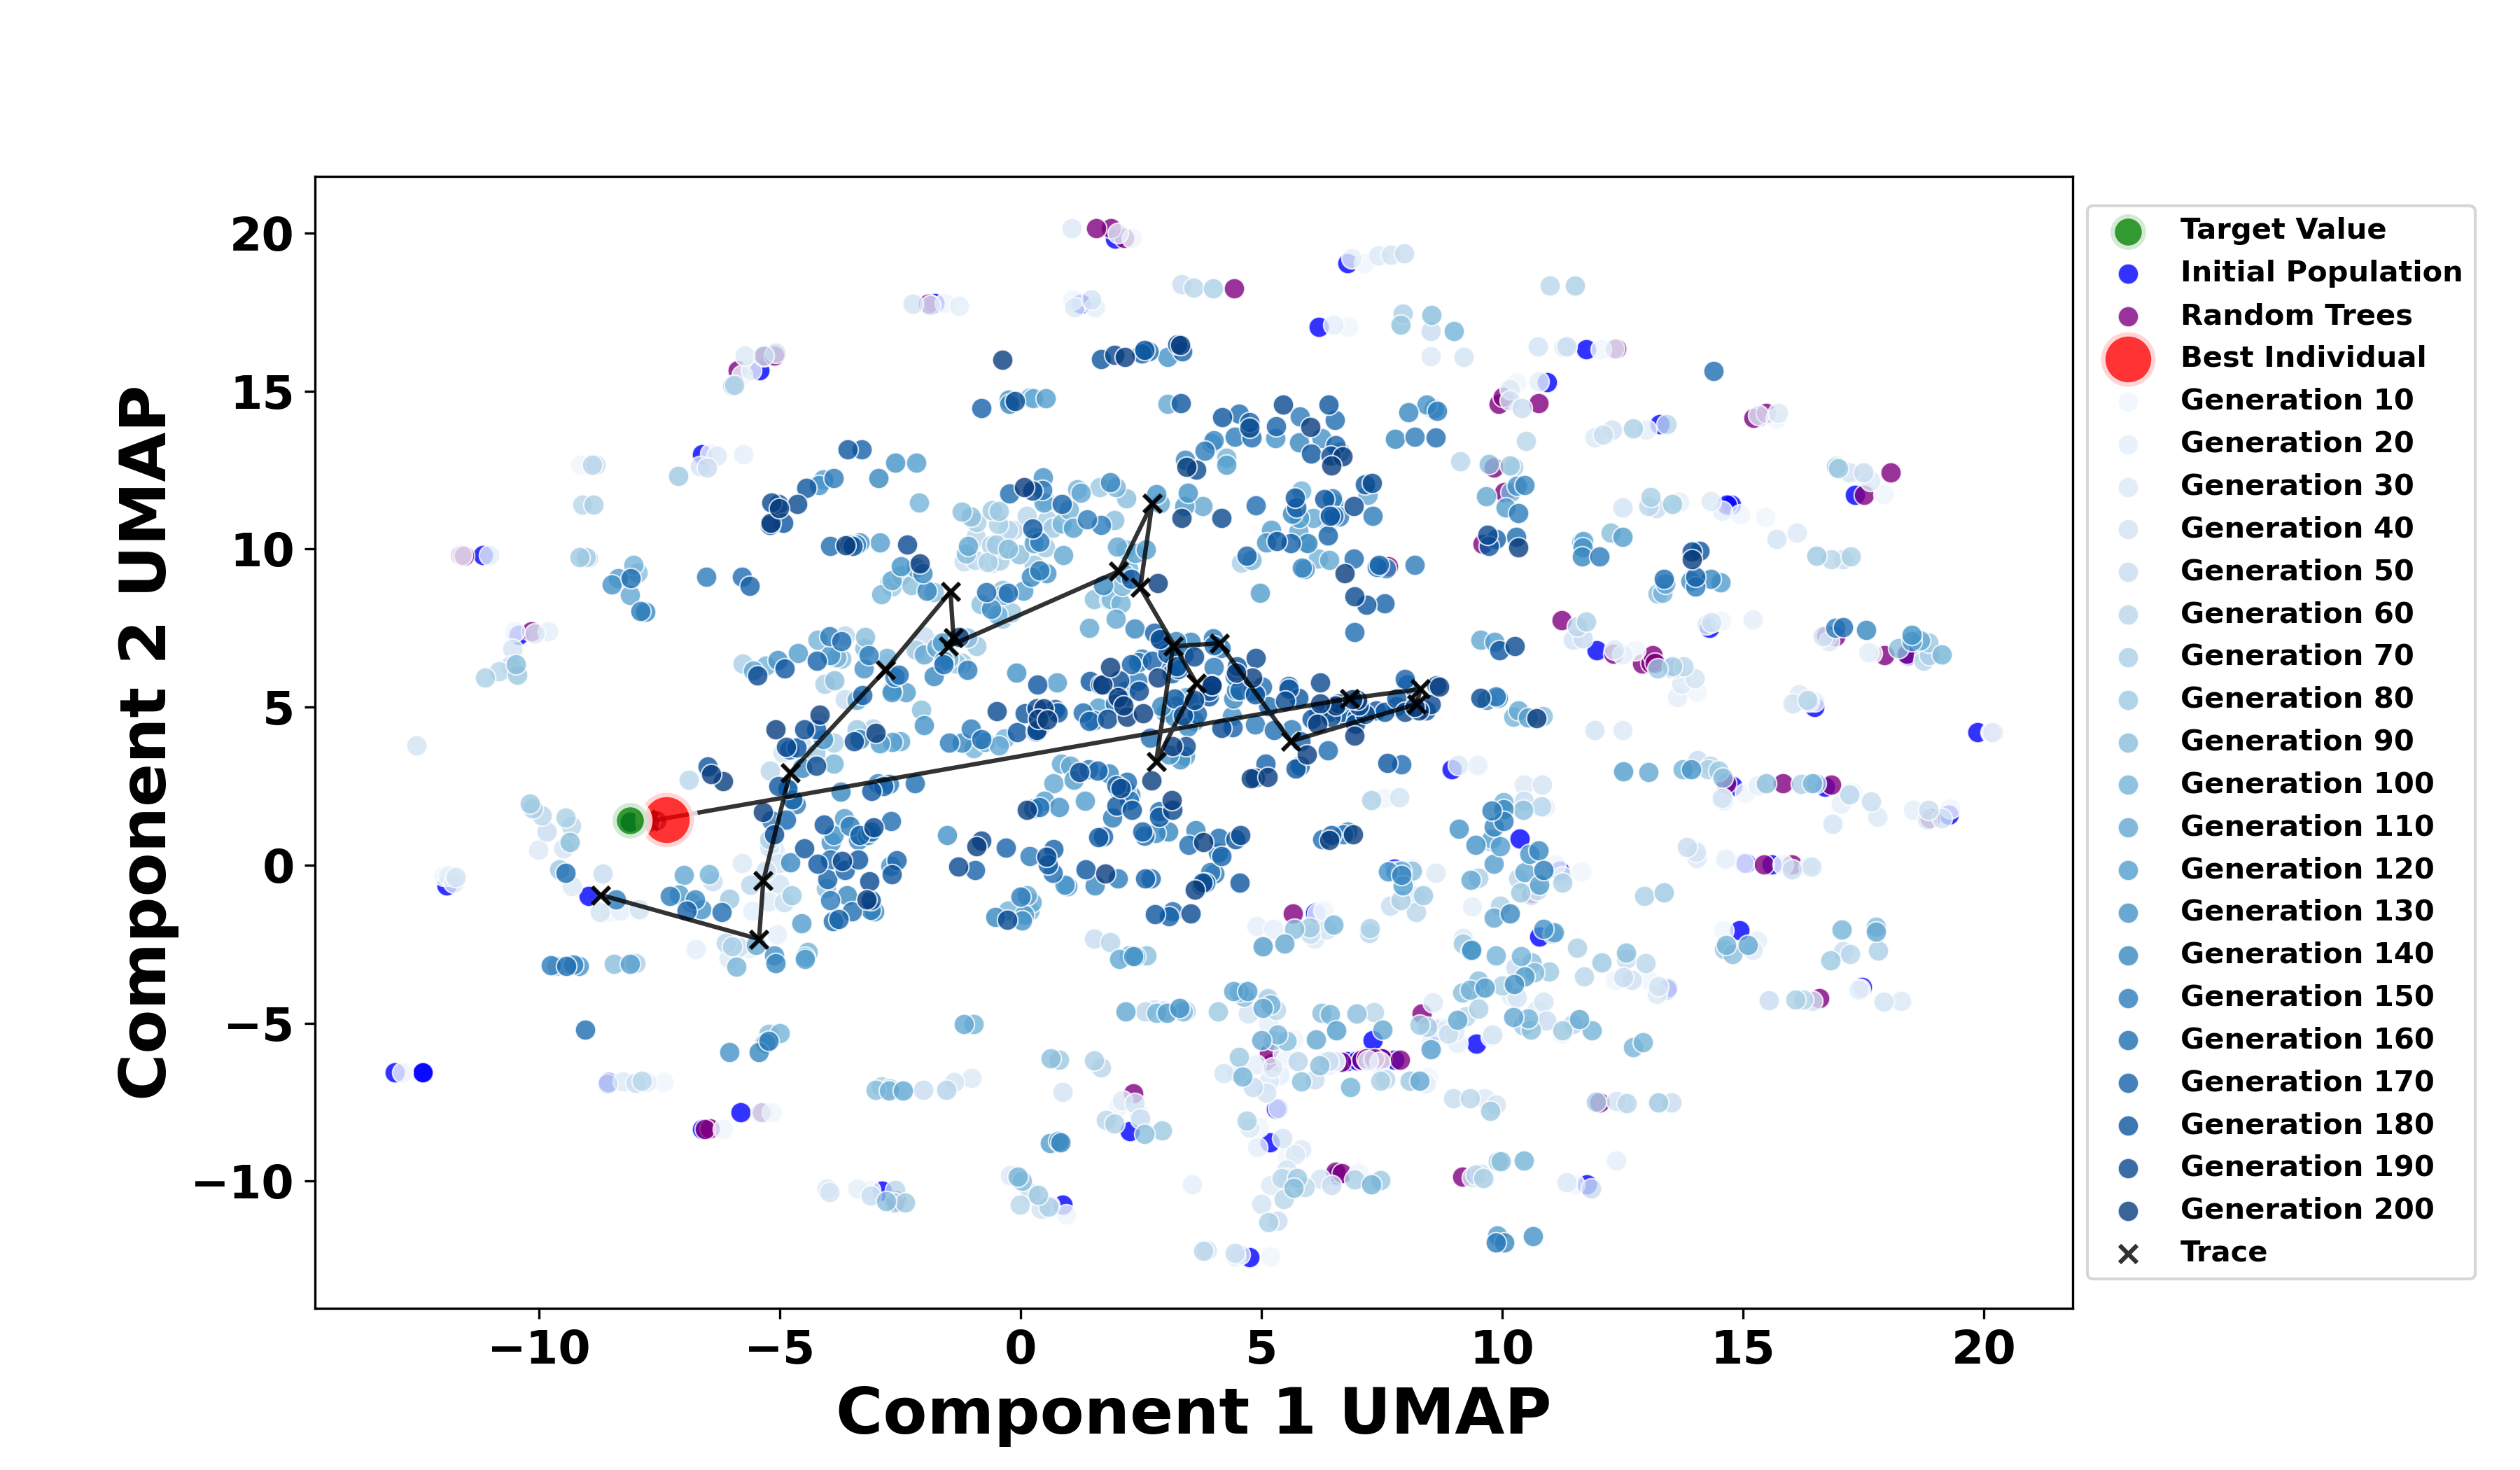 Component 2 UMAP
20
15
10
5
0
−5
−10
−10
−5
0
5
10
15
20
Component 1 UMAP
Target Value
Initial Population
Random Trees
Best Individual
Generation 10
Generation 20
Generation 30
Generation 40
Generation 50
Generation 60
Generation 70
Generation 80
Generation 90
Generation 100
Generation 110
Generation 120
Generation 130
Generation 140
Generation 150
Generation 160
Generation 170
Generation 180
Generation 190
Generation 200
Trace